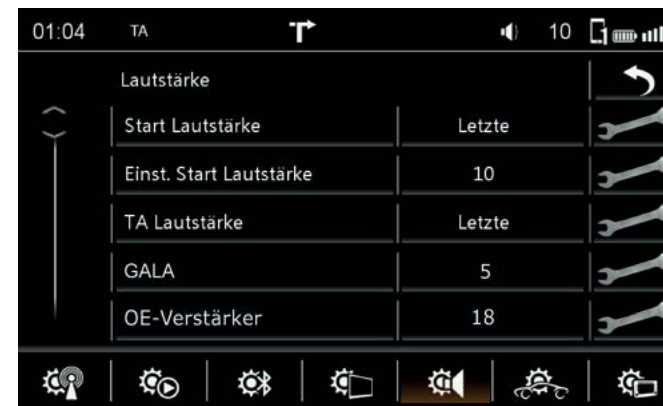 01:04 TA 10 1
Lautstärke
Start Lautstärke Letzte
Einst. Start Lautstärke 10
TA Lautstärke Letzte
GALA 5
OE-Verstärker 18